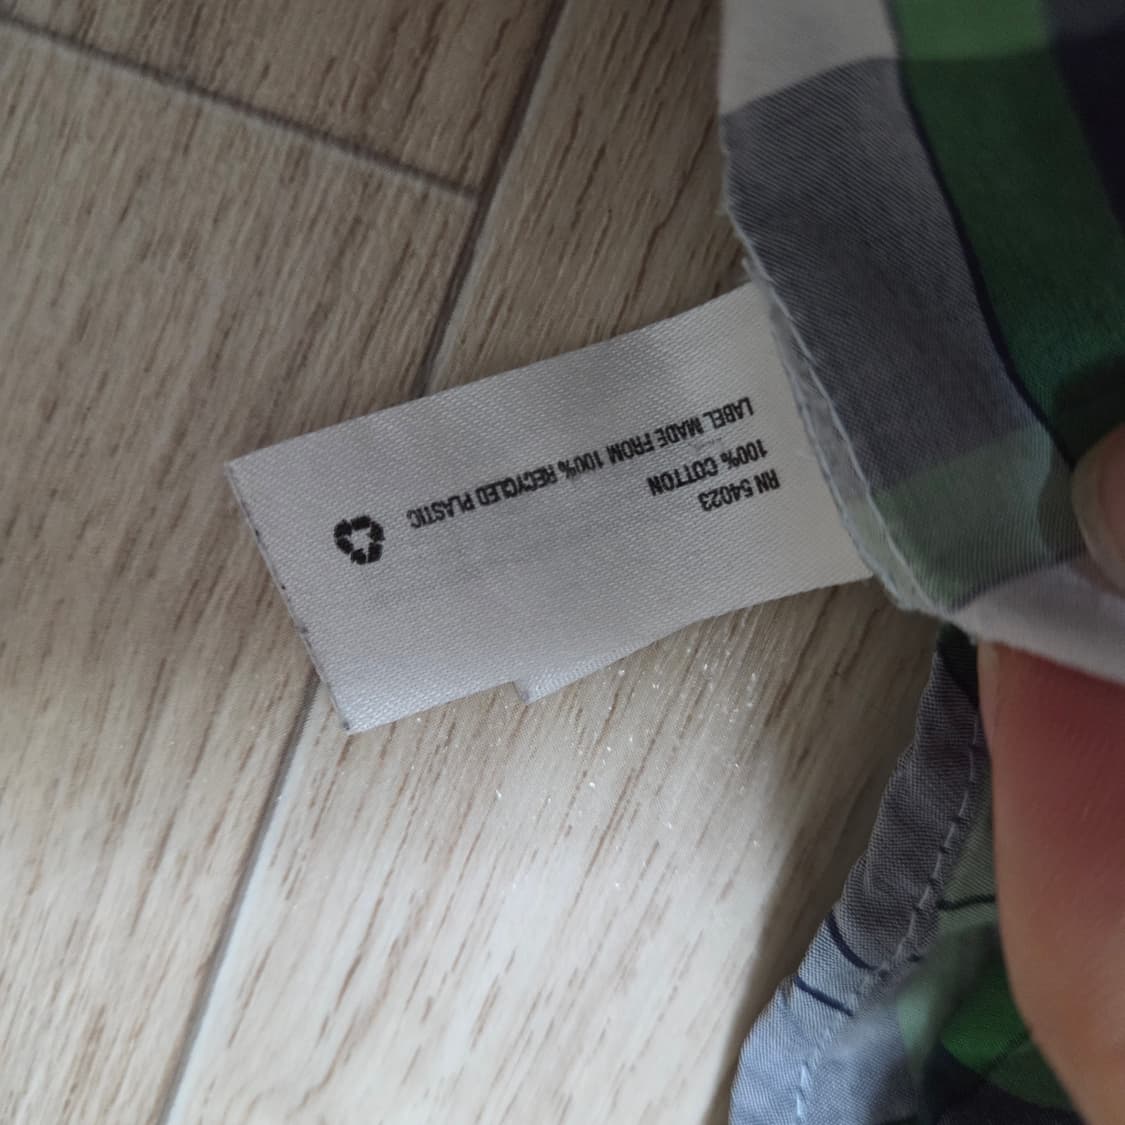 RN 54023
100% COTTON
LABEL MADE FROM 100% RECYCLED PLASTIC